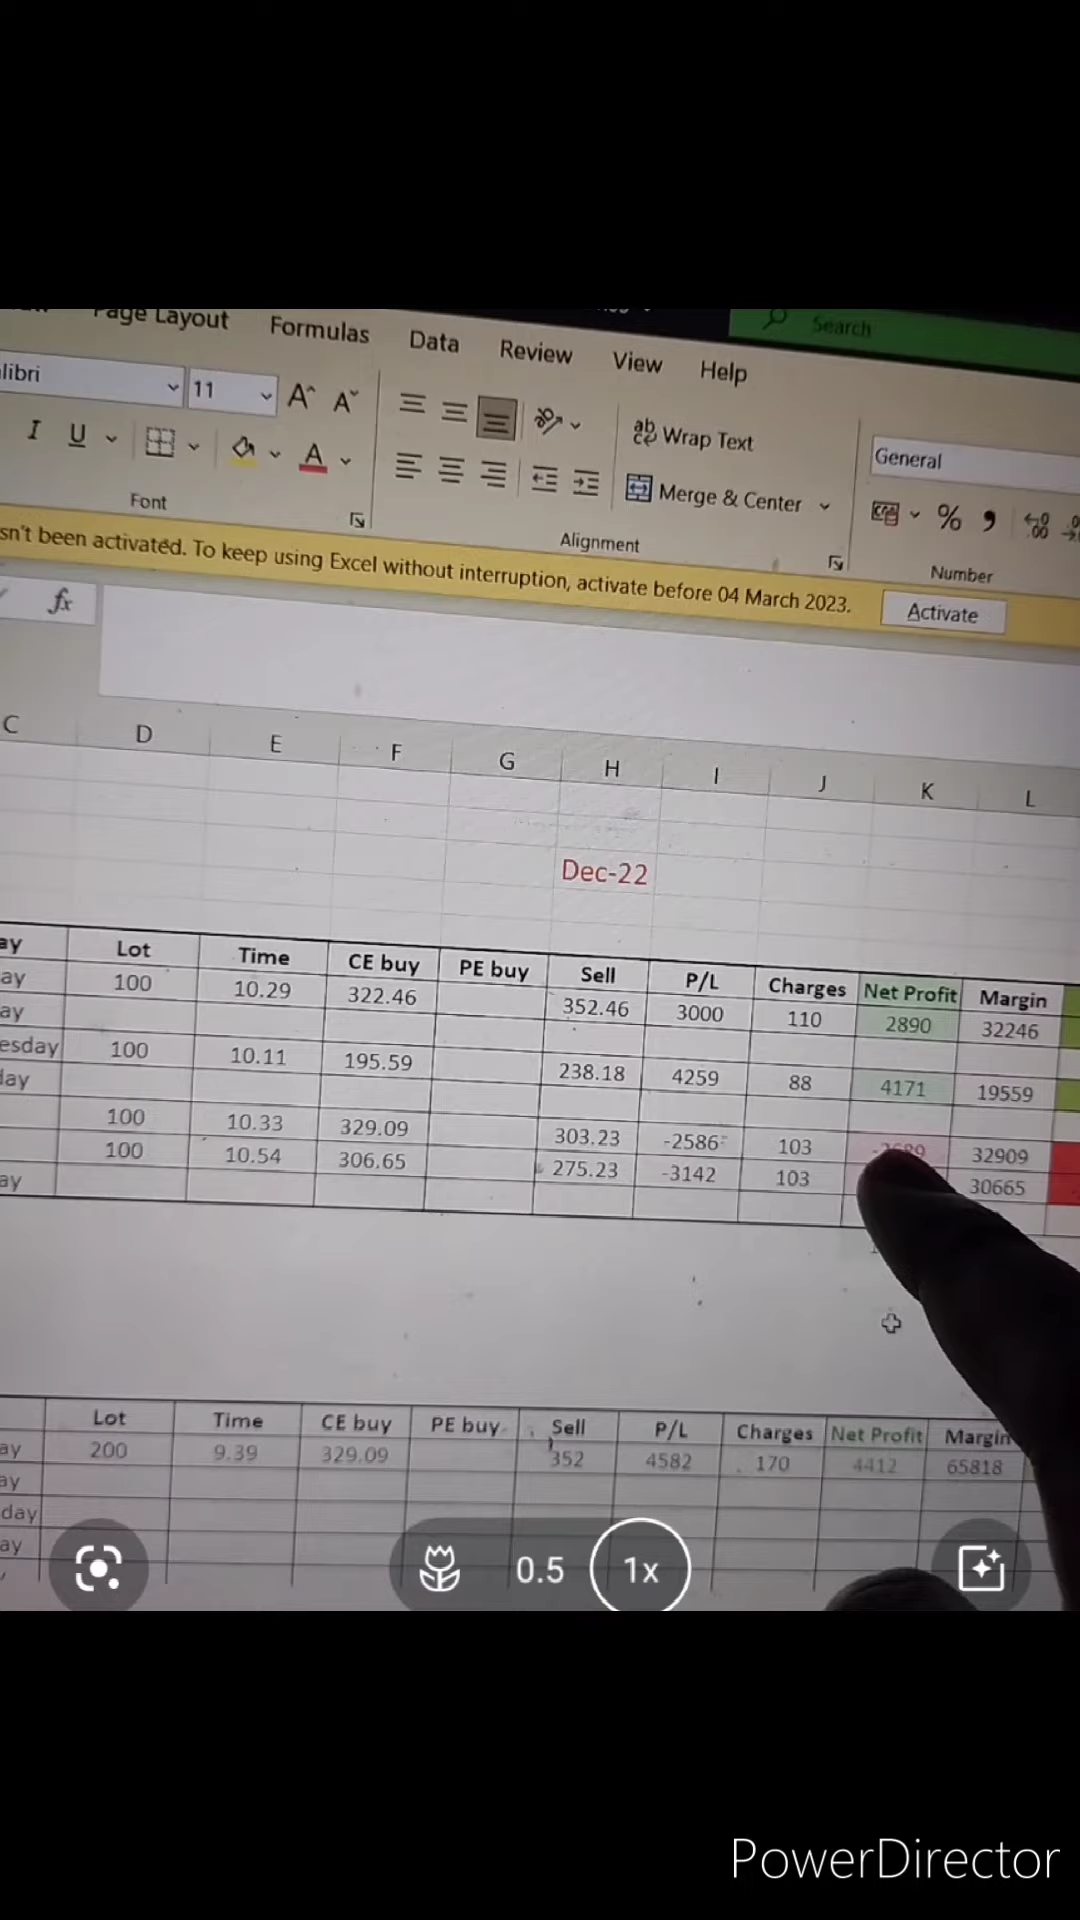 Page Layout Formulas Data Review View Help Search
libri 11 A A
ab Wrap Text General
I U A
Merge & Center % 9
Font Alignment Number
sn't been activated. To keep using Excel without interruption, activate before 04 March 2023. Activate
fx
C D E F G H I J K L
Dec-22
ay Lot Time CE buy PE buy Sell P/L Charges Net Profit Margin
ay 100 10.29 322.46 352.46 3000 110 2890 32246
ay
esday 100 10.11 195.59 238.18 4259 88 4171 19559
day
100 10.33 329.09 303.23 -2586 103 -2689 32909
100 10.54 306.65 275.23 -3142 103 30665
ay
Lot Time CE buy PE buy Sell P/L Charges Net Profit Margin
ay 200 9.39 329.09 352 4582 170 4412 65818
ay
day
ay
0.5 1x
PowerDirector